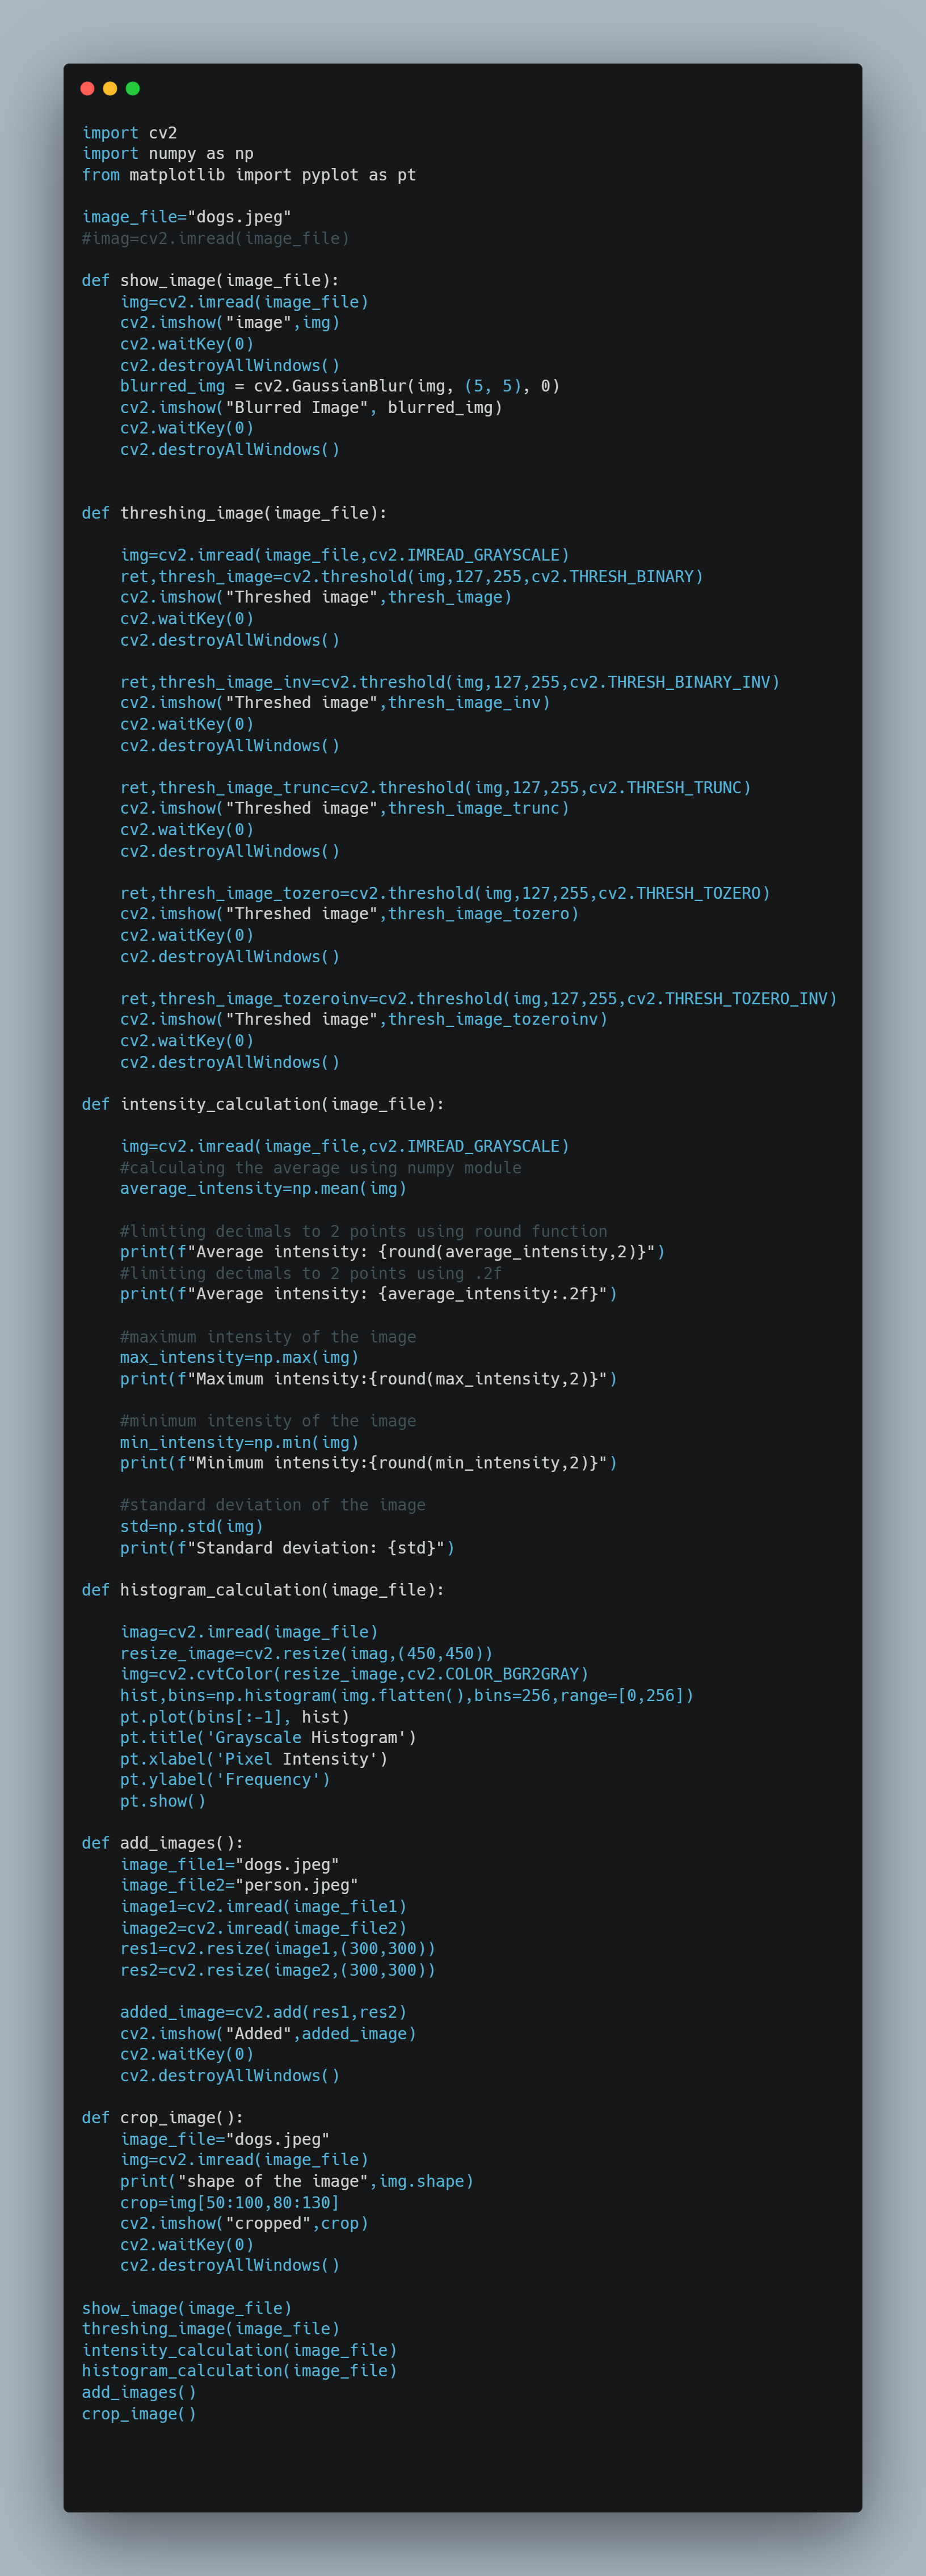 import cv2
import numpy as np
from matplotlib import pyplot as pt

image_file="dogs.jpeg"
#imag=cv2.imread(image_file)

def show_image(image_file):
    img=cv2.imread(image_file)
    cv2.imshow("image",img)
    cv2.waitKey(0)
    cv2.destroyAllWindows()
    blurred_img = cv2.GaussianBlur(img, (5, 5), 0)
    cv2.imshow("Blurred Image", blurred_img)
    cv2.waitKey(0)
    cv2.destroyAllWindows()


def threshing_image(image_file):

    img=cv2.imread(image_file,cv2.IMREAD_GRAYSCALE)
    ret,thresh_image=cv2.threshold(img,127,255,cv2.THRESH_BINARY)
    cv2.imshow("Threshed image",thresh_image)
    cv2.waitKey(0)
    cv2.destroyAllWindows()

    ret,thresh_image_inv=cv2.threshold(img,127,255,cv2.THRESH_BINARY_INV)
    cv2.imshow("Threshed image",thresh_image_inv)
    cv2.waitKey(0)
    cv2.destroyAllWindows()

    ret,thresh_image_trunc=cv2.threshold(img,127,255,cv2.THRESH_TRUNC)
    cv2.imshow("Threshed image",thresh_image_trunc)
    cv2.waitKey(0)
    cv2.destroyAllWindows()

    ret,thresh_image_tozero=cv2.threshold(img,127,255,cv2.THRESH_TOZERO)
    cv2.imshow("Threshed image",thresh_image_tozero)
    cv2.waitKey(0)
    cv2.destroyAllWindows()

    ret,thresh_image_tozeroinv=cv2.threshold(img,127,255,cv2.THRESH_TOZERO_INV)
    cv2.imshow("Threshed image",thresh_image_tozeroinv)
    cv2.waitKey(0)
    cv2.destroyAllWindows()

def intensity_calculation(image_file):

    img=cv2.imread(image_file,cv2.IMREAD_GRAYSCALE)
    #calculaing the average using numpy module
    average_intensity=np.mean(img)

    #limiting decimals to 2 points using round function
    print(f"Average intensity: {round(average_intensity,2)}")
    #limiting decimals to 2 points using .2f
    print(f"Average intensity: {average_intensity:.2f}")

    #maximum intensity of the image
    max_intensity=np.max(img)
    print(f"Maximum intensity:{round(max_intensity,2)}")

    #minimum intensity of the image
    min_intensity=np.min(img)
    print(f"Minimum intensity:{round(min_intensity,2)}")

    #standard deviation of the image
    std=np.std(img)
    print(f"Standard deviation: {std}")

def histogram_calculation(image_file):

    imag=cv2.imread(image_file)
    resize_image=cv2.resize(imag,(450,450))
    img=cv2.cvtColor(resize_image,cv2.COLOR_BGR2GRAY)
    hist,bins=np.histogram(img.flatten(),bins=256,range=[0,256])
    pt.plot(bins[:-1], hist)
    pt.title('Grayscale Histogram')
    pt.xlabel('Pixel Intensity')
    pt.ylabel('Frequency')
    pt.show()

def add_images():
    image_file1="dogs.jpeg"
    image_file2="person.jpeg"
    image1=cv2.imread(image_file1)
    image2=cv2.imread(image_file2)
    res1=cv2.resize(image1,(300,300))
    res2=cv2.resize(image2,(300,300))

    added_image=cv2.add(res1,res2)
    cv2.imshow("Added",added_image)
    cv2.waitKey(0)
    cv2.destroyAllWindows()

def crop_image():
    image_file="dogs.jpeg"
    img=cv2.imread(image_file)
    print("shape of the image",img.shape)
    crop=img[50:100,80:130]
    cv2.imshow("cropped",crop)
    cv2.waitKey(0)
    cv2.destroyAllWindows()

show_image(image_file)
threshing_image(image_file)
intensity_calculation(image_file)
histogram_calculation(image_file)
add_images()
crop_image()